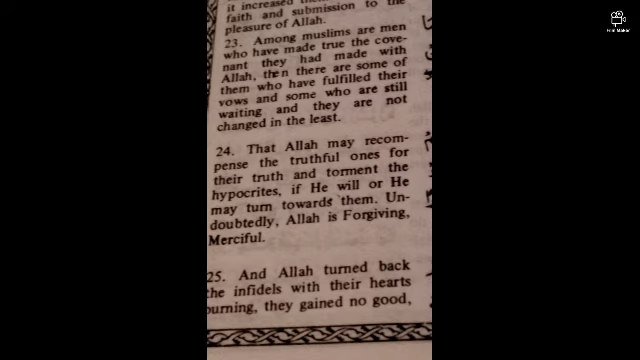 it increased them
faith and submission to the
pleasure of Allah.
23. Among muslims are men
who have made true the cove-
nant they had made with
Allah, then there are some of
them who have fulfilled their
vows and some who are still
waiting and they are not
changed in the least.
24. That Allah may recom-
pense the truthful ones for
their truth and torment the
hypocrites, if He will or He
may turn towards them. Un-
doubtedly, Allah is Forgiving,
Merciful.
25. And Allah turned back
the infidels with their hearts
burning, they gained no good,
Film Maker